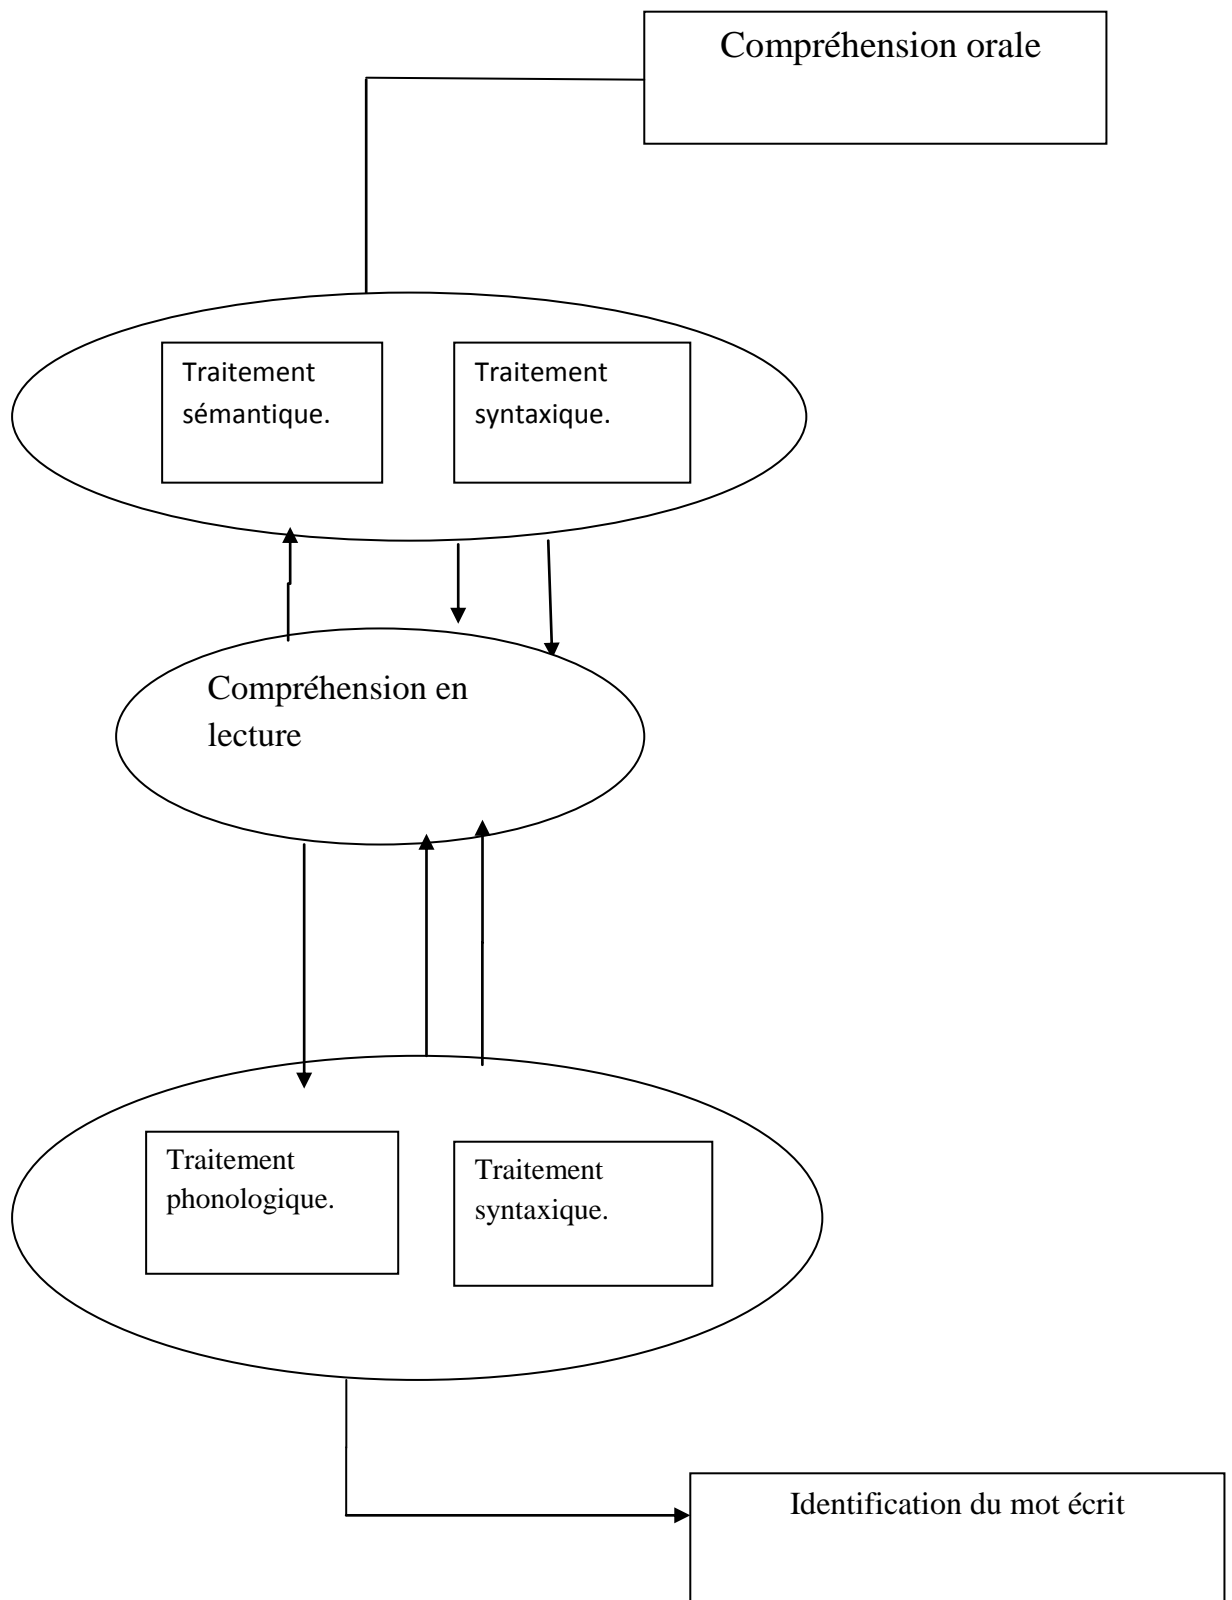 Compréhension orale
Traitement
sémantique.
Traitement
syntaxique.
Compréhension en
lecture
Traitement
phonologique.
Traitement
syntaxique.
Identification du mot écrit